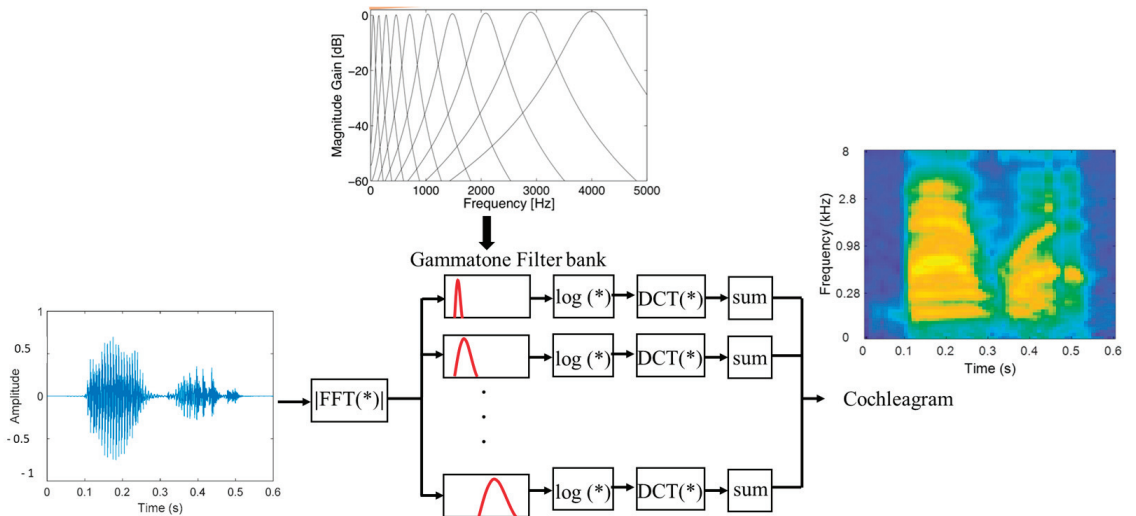 0
−20
−40
−60
Magnitude Gain [dB]
0 1000 2000 3000 4000 5000
Frequency [Hz]
Gammatone Filter bank
log (*) DCT(*) sum
log (*) DCT(*) sum
log (*) DCT(*) sum
|FFT(*)|
1
0.5
0
- 0.5
- 1
Amplitude
0 0.1 0.2 0.3 0.4 0.5 0.6
Time (s)
8
2.8
0.98
0.28
0
Frequency (kHz)
0 0.1 0.2 0.3 0.4 0.5 0.6
Time (s)
Cochleagram